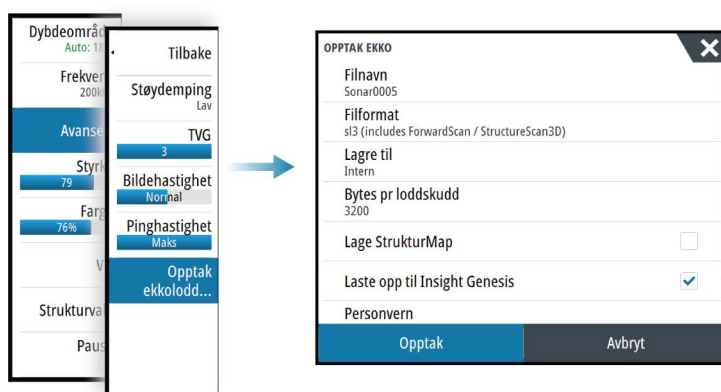 Dybdeområd
Auto: 18
Frekven
200k
Avanse
Styrk
79
Farg
76%
V
Strukturva
Paus
Tilbake
Støydemping
Lav
TVG
3
Bildehastighet
Normal
Pinghastighet
Maks
Opptak
ekkolodd...
OPPTAK EKKO
Filnavn
Sonar0005
Filformat
sl3 (includes ForwardScan / StructureScan3D)
Lagre til
Intern
Bytes pr loddskudd
3200
Lage StrukturMap
Laste opp til Insight Genesis
Personvern
Opptak
Avbryt